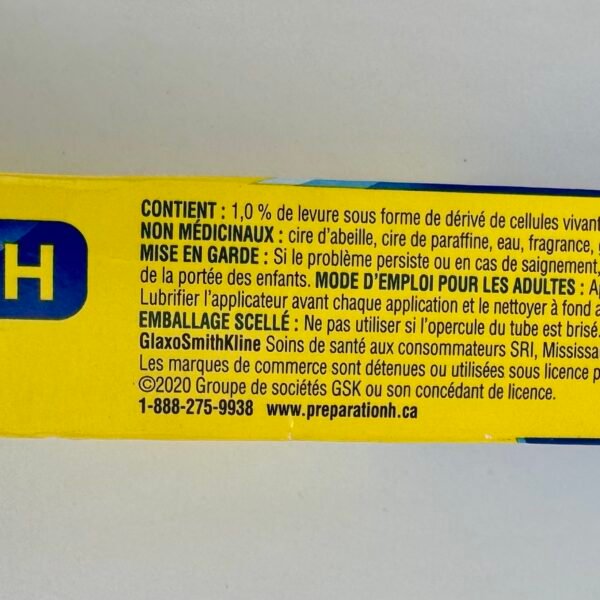 H
CONTIENT : 1,0 % de levure sous forme de dérivé de cellules vivant
NON MÉDICINAUX : cire d'abeille, cire de paraffine, eau, fragrance,
MISE EN GARDE : Si le problème persiste ou en cas de saignement,
de la portée des enfants. MODE D'EMPLOI POUR LES ADULTES :
Lubrifier l'applicateur avant chaque application et le nettoyer à fond
EMBALLAGE SCELLÉ : Ne pas utiliser si l'opercule du tube est brisé.
GlaxoSmithKline Soins de santé aux consommateurs SRI, Mississa
Les marques de commerce sont détenues ou utilisées sous licence
©2020 Groupe de sociétés GSK ou son concédant de licence.
1-888-275-9938 www.preparationh.ca